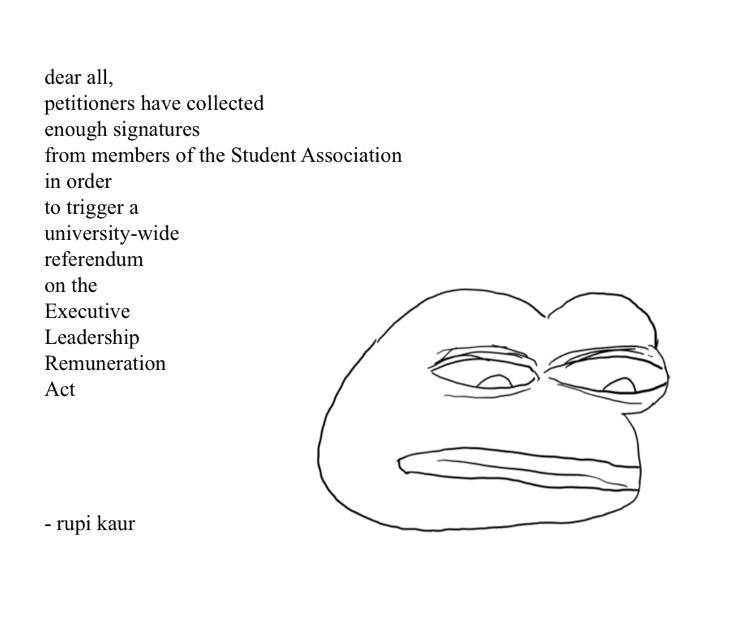 dear all,
petitioners have collected
enough signatures
from members of the Student Association
in order
to trigger a
university-wide
referendum
on the
Executive
Leadership
Remuneration
Act
- rupi kaur